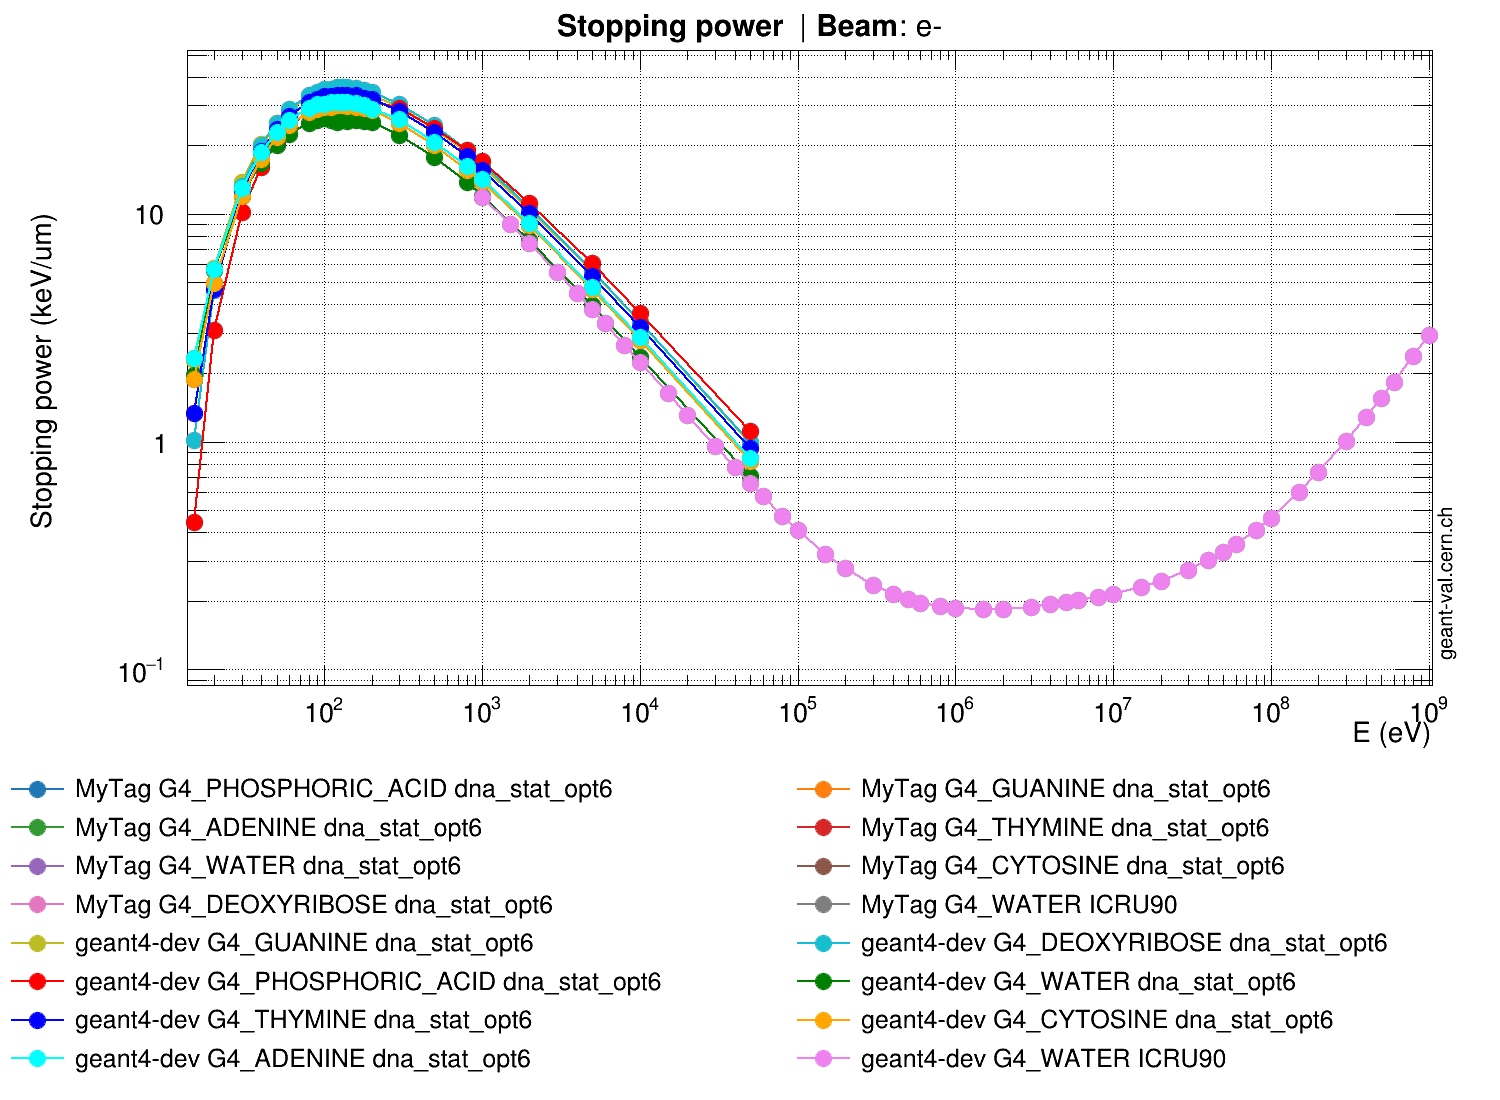 Stopping power | Beam: e-
Stopping power (keV/um)
10
1
10⁻¹
10² 10³ 10⁴ 10⁵ 10⁶ 10⁷ 10⁸ 10⁹
E (eV)
geant-val.cern.ch
MyTag G4_PHOSPHORIC_ACID dna_stat_opt6
MyTag G4_GUANINE dna_stat_opt6
MyTag G4_ADENINE dna_stat_opt6
MyTag G4_THYMINE dna_stat_opt6
MyTag G4_WATER dna_stat_opt6
MyTag G4_CYTOSINE dna_stat_opt6
MyTag G4_DEOXYRIBOSE dna_stat_opt6
MyTag G4_WATER ICRU90
geant4-dev G4_GUANINE dna_stat_opt6
geant4-dev G4_DEOXYRIBOSE dna_stat_opt6
geant4-dev G4_PHOSPHORIC_ACID dna_stat_opt6
geant4-dev G4_WATER dna_stat_opt6
geant4-dev G4_THYMINE dna_stat_opt6
geant4-dev G4_CYTOSINE dna_stat_opt6
geant4-dev G4_ADENINE dna_stat_opt6
geant4-dev G4_WATER ICRU90